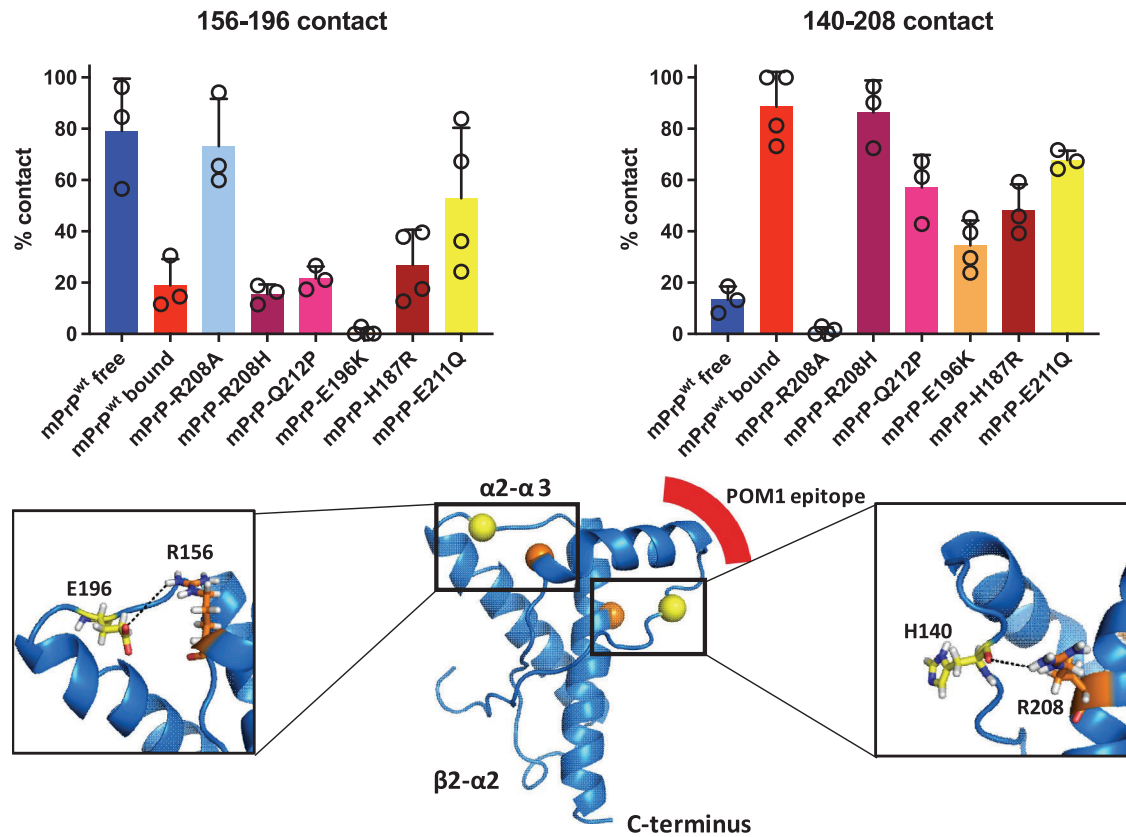 156-196 contact
% contact
100
80
60
40
20
0
mPrPwt free
mPrPwt bound
mPrP-R208A
mPrP-R208H
mPrP-Q212P
mPrP-E196K
mPrP-H187R
mPrP-E211Q
140-208 contact
% contact
100
80
60
40
20
0
mPrPwt free
mPrPwt bound
mPrP-R208A
mPrP-R208H
mPrP-Q212P
mPrP-E196K
mPrP-H187R
mPrP-E211Q
α2-α 3
POM1 epitope
R156
E196
H140
R208
β2-α2
C-terminus